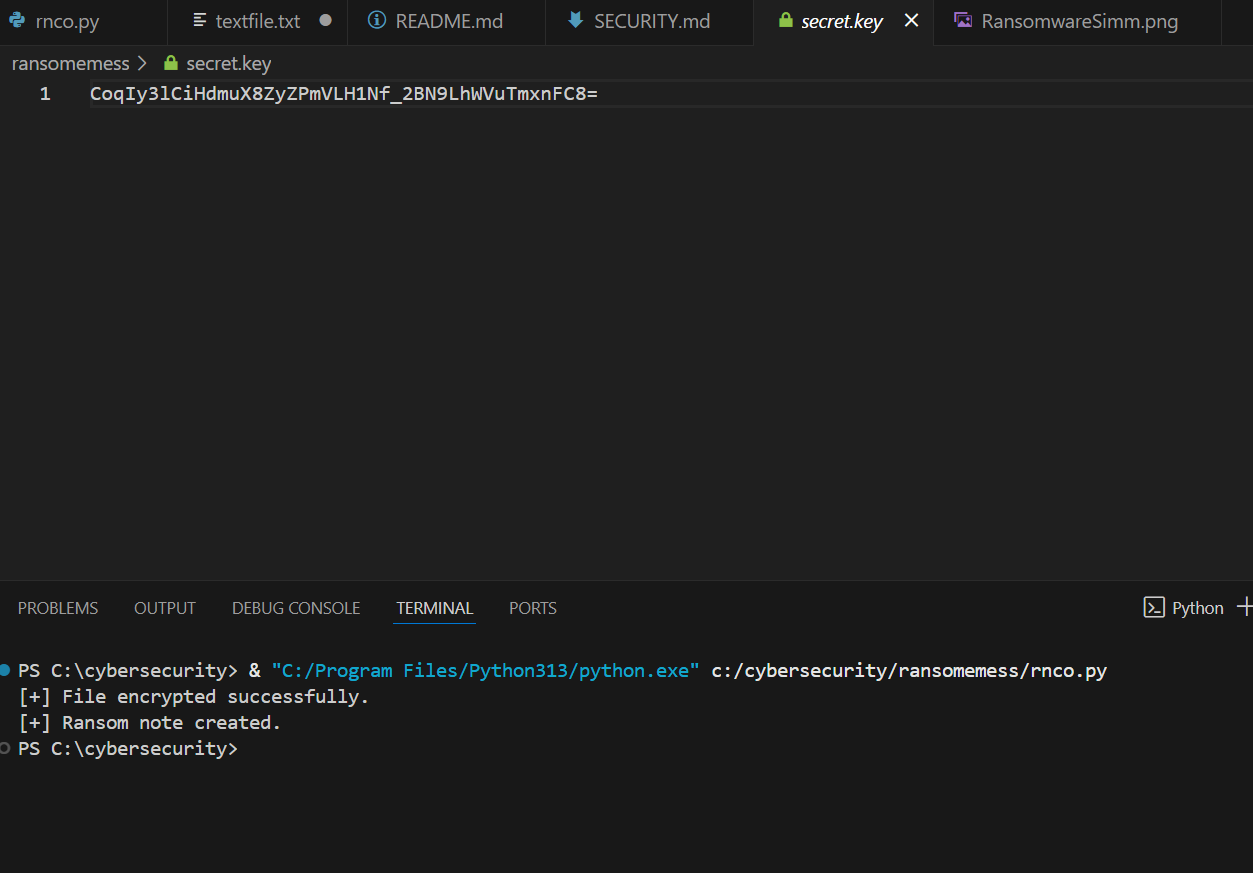 rnco.py textfile.txt README.md SECURITY.md secret.key RansomwareSimm.png
ransomemess > secret.key
1 CoqIy3lCiHdmuX8ZyZPmVLH1Nf_2BN9LhWVuTmxnFC8=
PROBLEMS OUTPUT DEBUG CONSOLE TERMINAL PORTS Python
PS C:\cybersecurity> & "C:/Program Files/Python313/python.exe" c:/cybersecurity/ransomemess/rnco.py
[+] File encrypted successfully.
[+] Ransom note created.
PS C:\cybersecurity>